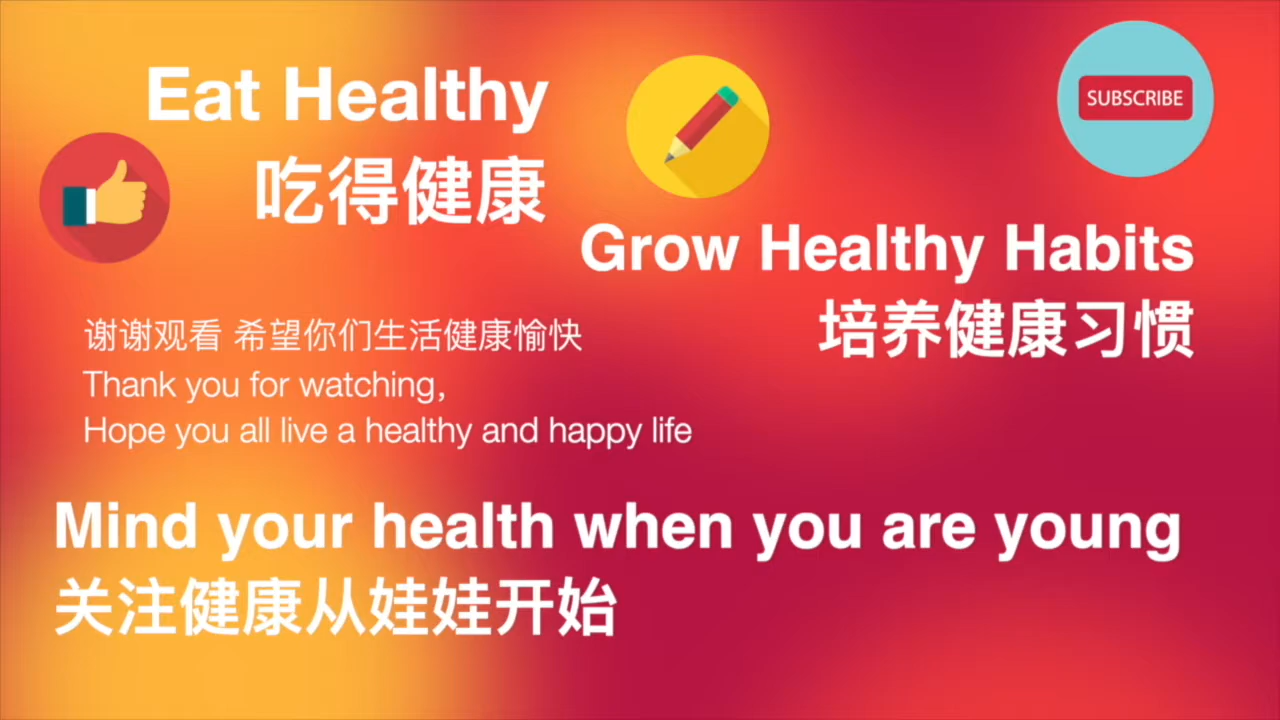 Eat Healthy
吃得健康
SUBSCRIBE
Grow Healthy Habits
培养健康习惯
谢谢观看 希望你们生活健康愉快
Thank you for watching,
Hope you all live a healthy and happy life
Mind your health when you are young
关注健康从娃娃开始